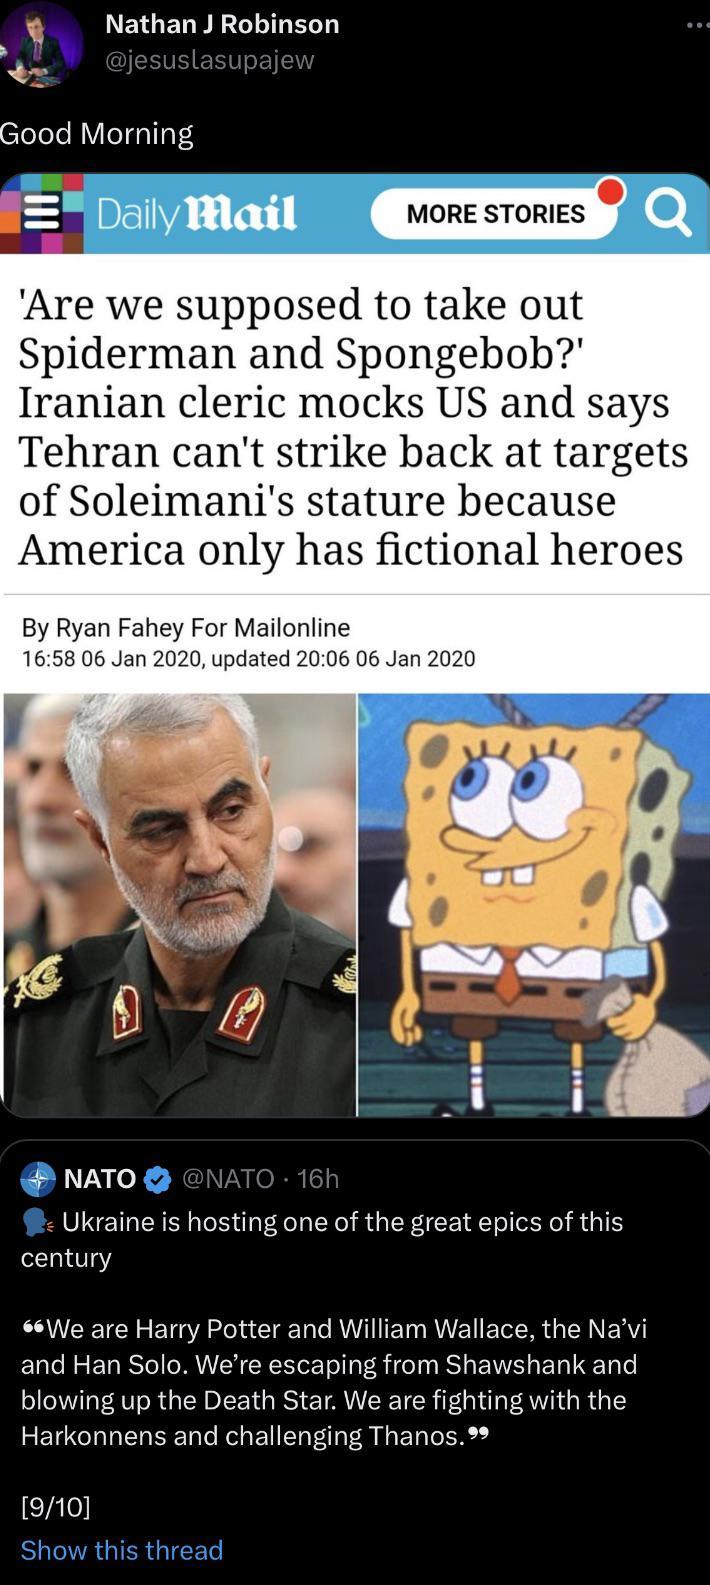 Nathan J Robinson
@jesuslasupajew
Good Morning
Daily Mail
MORE STORIES
'Are we supposed to take out
Spiderman and Spongebob?'
Iranian cleric mocks US and says
Tehran can't strike back at targets
of Soleimani's stature because
America only has fictional heroes
By Ryan Fahey For Mailonline
16:58 06 Jan 2020, updated 20:06 06 Jan 2020
NATO @NATO · 16h
🗣 Ukraine is hosting one of the great epics of this
century
❝We are Harry Potter and William Wallace, the Na’vi
and Han Solo. We’re escaping from Shawshank and
blowing up the Death Star. We are fighting with the
Harkonnens and challenging Thanos.❞
[9/10]
Show this thread